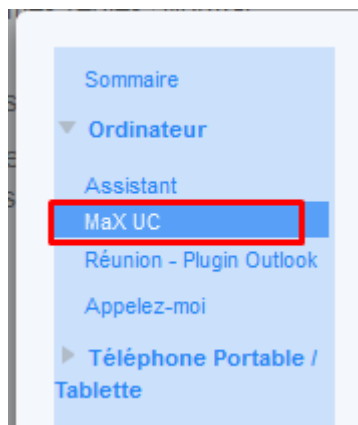 Sommaire
Ordinateur
Assistant
MaX UC
Réunion - Plugin Outlook
Appelez-moi
Téléphone Portable /
Tablette